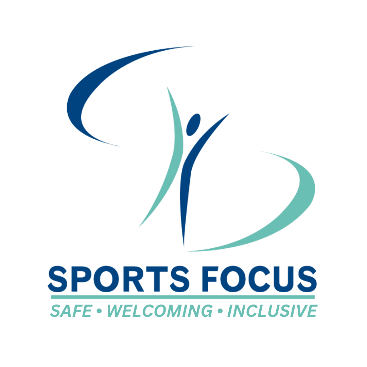 SPORTS FOCUS
SAFE • WELCOMING • INCLUSIVE